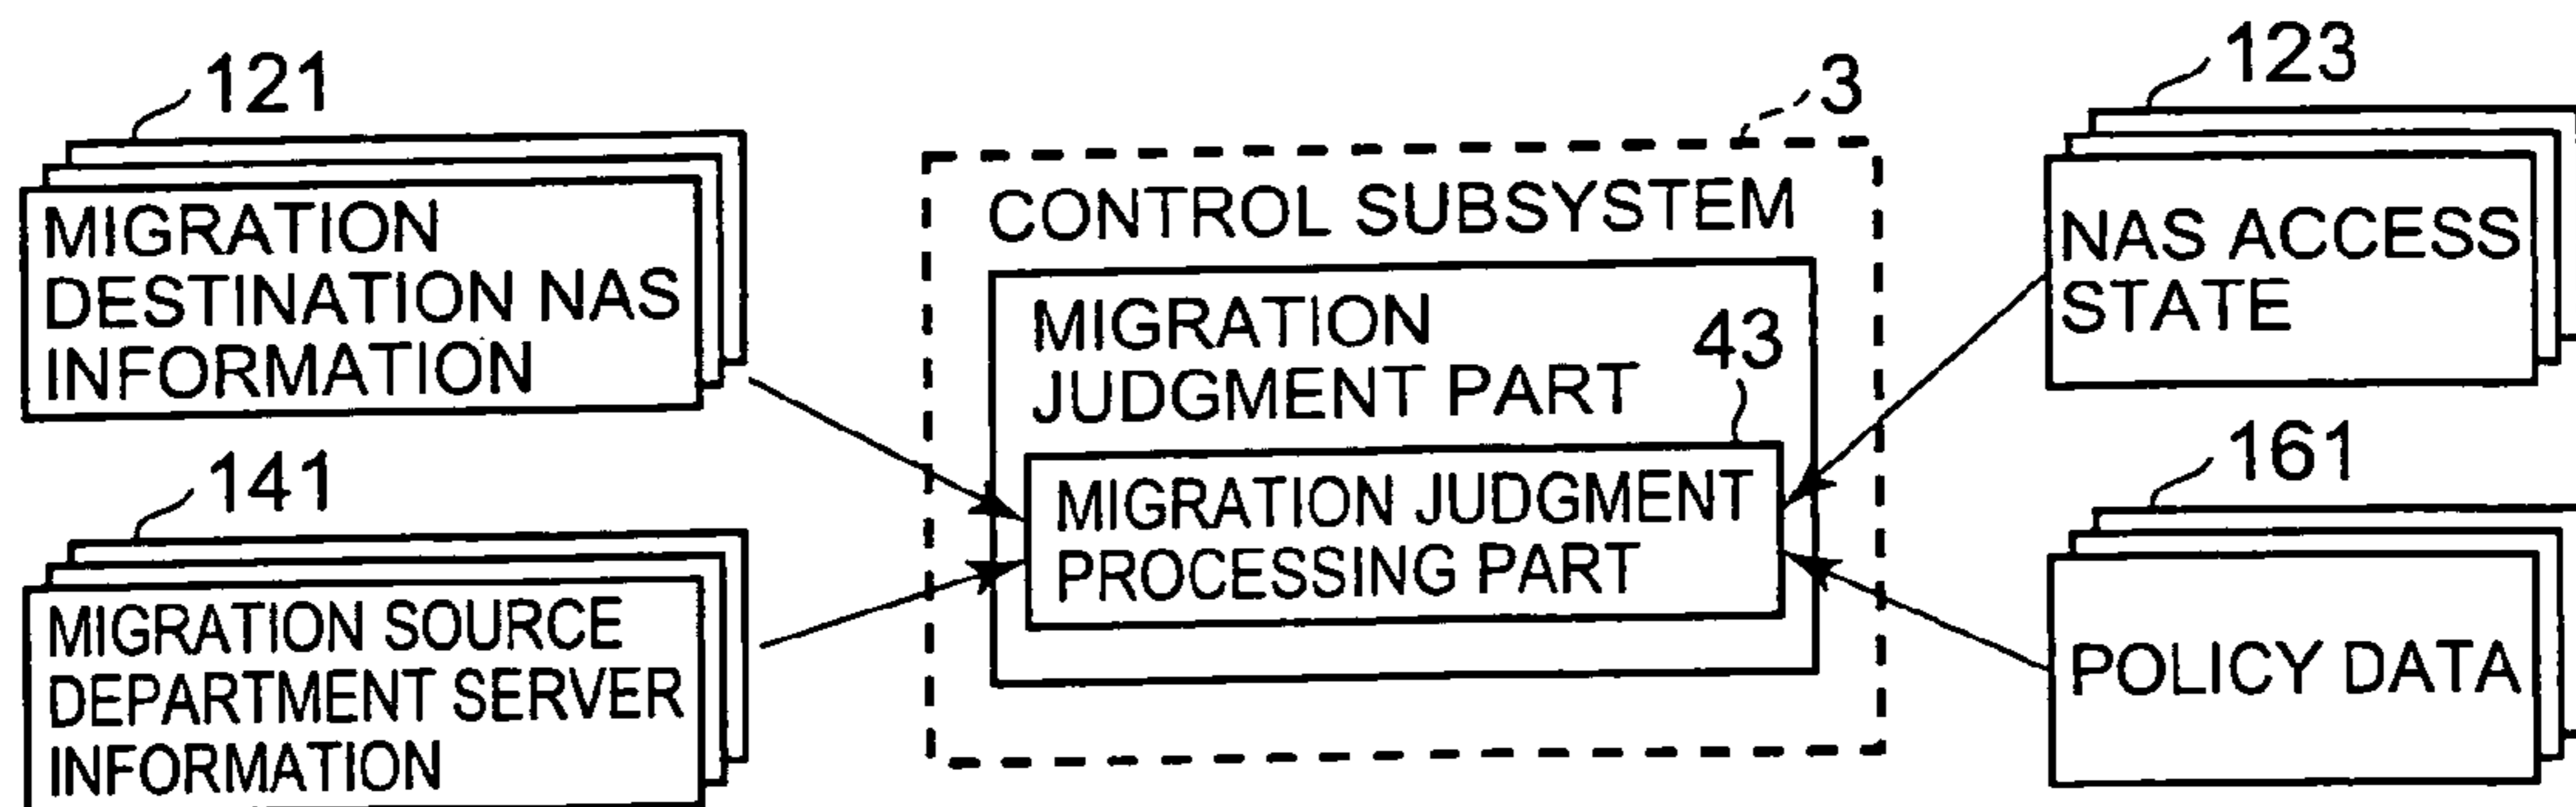 121
MIGRATION
DESTINATION NAS
INFORMATION
141
MIGRATION SOURCE
DEPARTMENT SERVER
INFORMATION
3
CONTROL SUBSYSTEM
MIGRATION
JUDGMENT PART
43
MIGRATION JUDGMENT
PROCESSING PART
123
NAS ACCESS
STATE
161
POLICY DATA